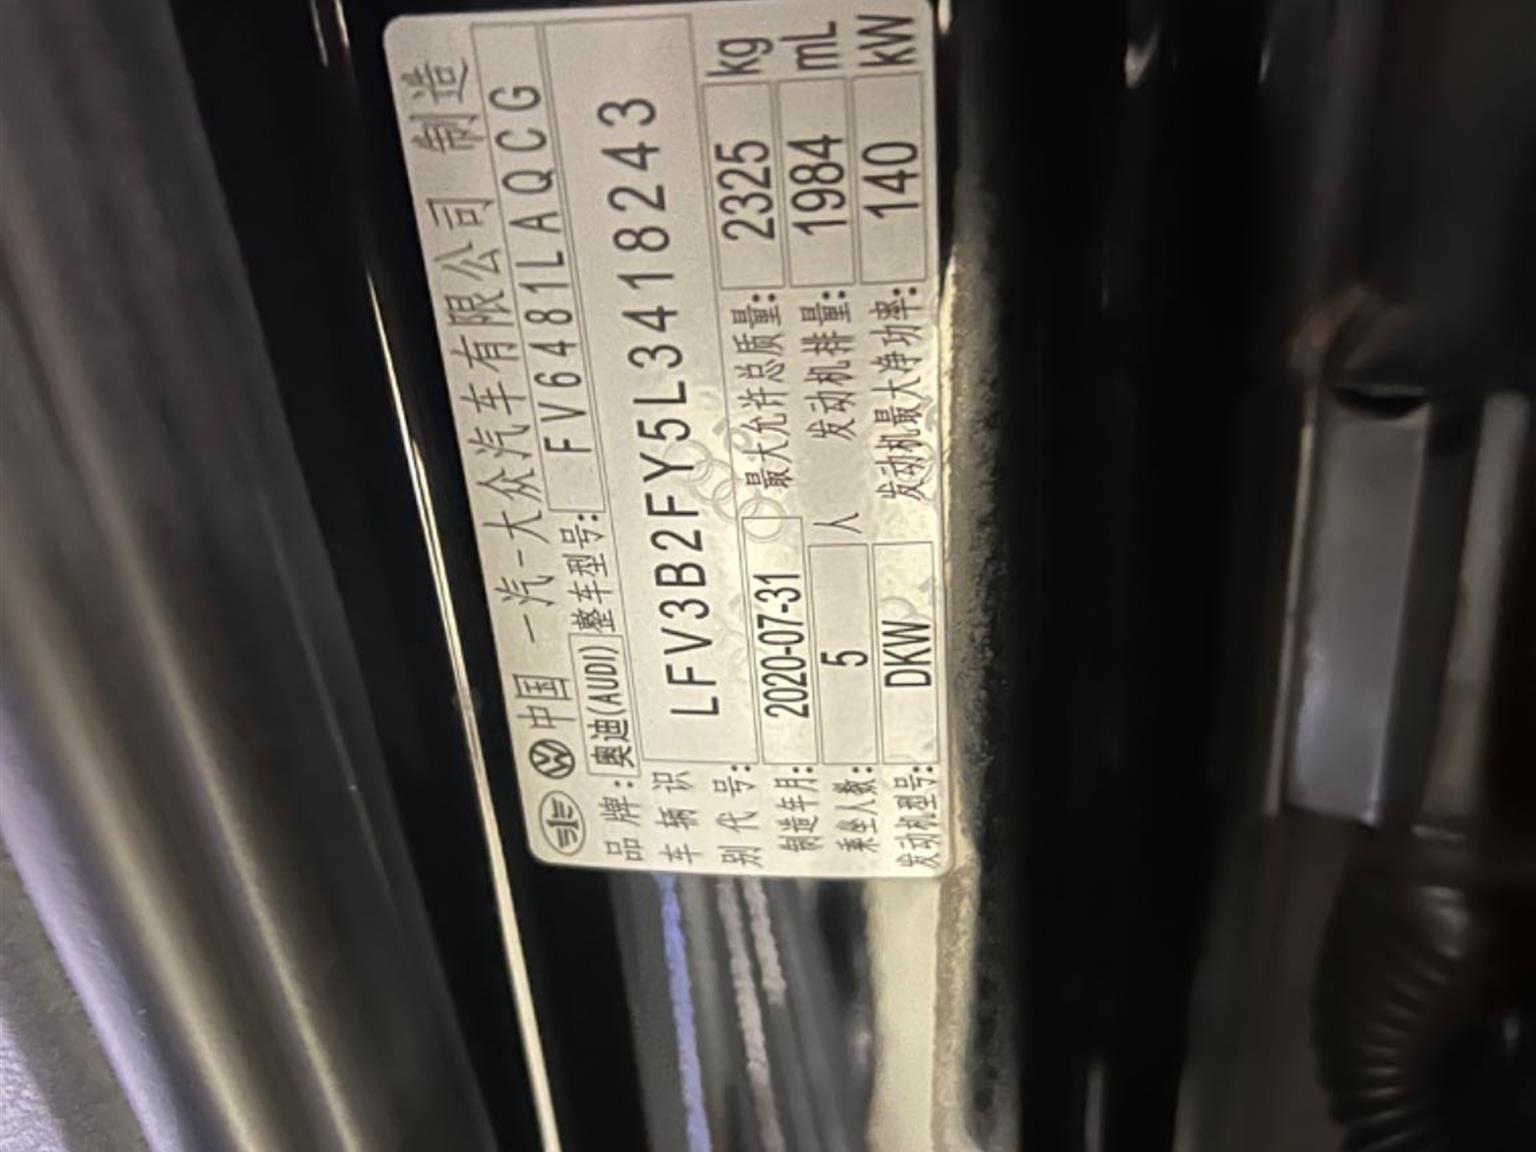 中国 一汽-大众汽车有限公司 制造
品牌: 奥迪(AUDI) 整车型号: FV6481LAQCG
车辆识别代号: LFV3B2FY5L3418243
制造年月: 2020-07-31 最大允许总质量: 2325 kg
乘坐人数: 5 人 发动机排量: 1984 mL
发动机型号: DKW 发动机最大净功率: 140 kW